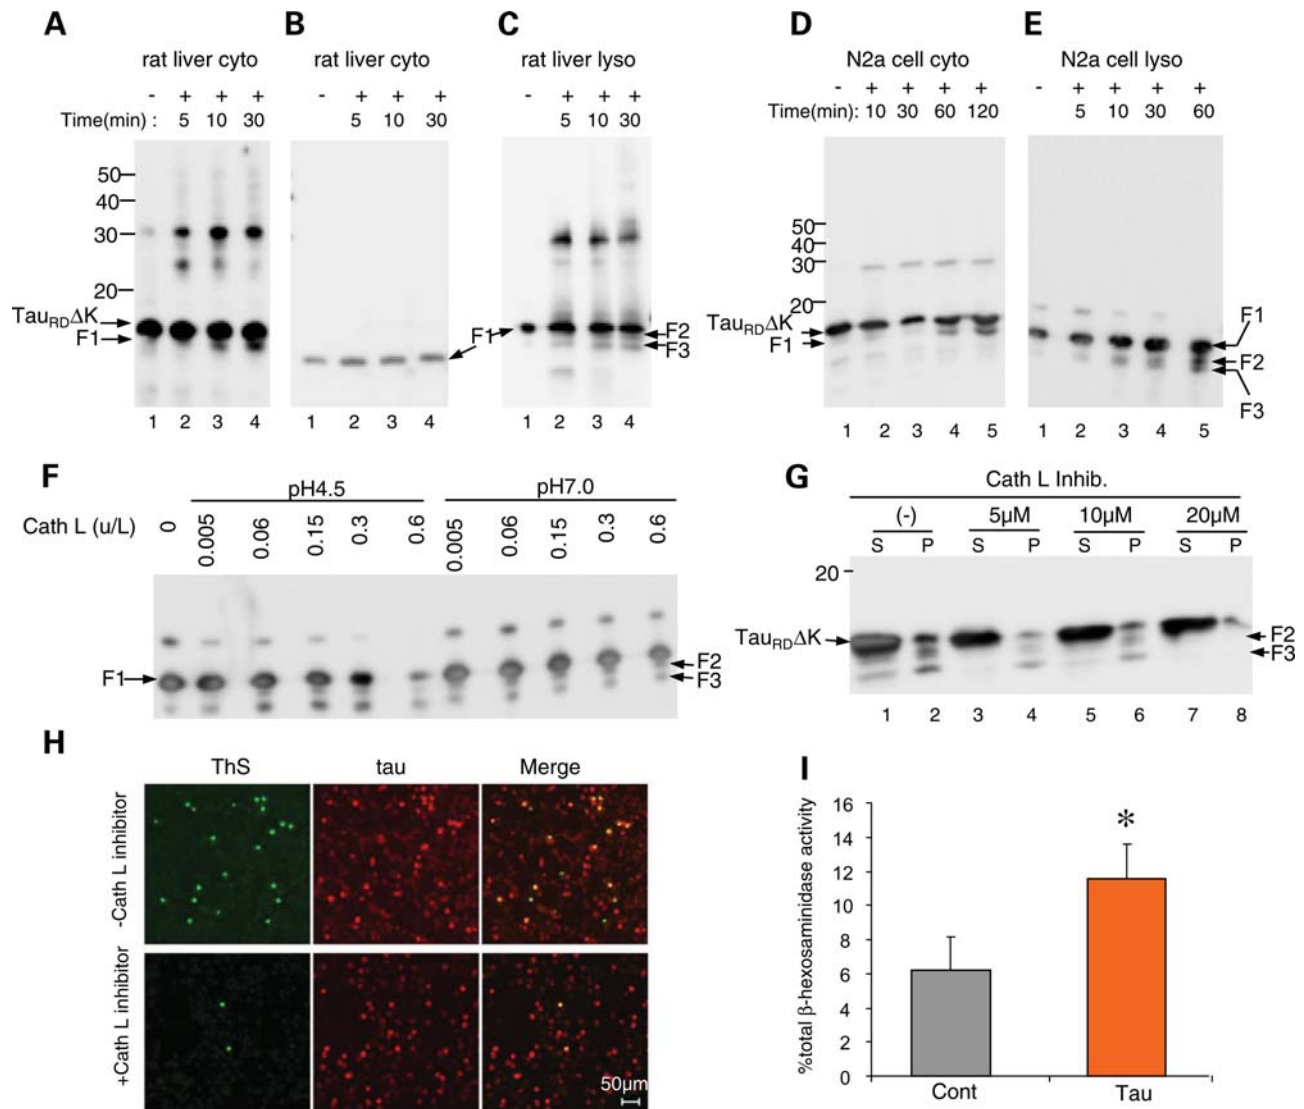 A B C D E
rat liver cyto rat liver cyto rat liver lyso N2a cell cyto N2a cell lyso
- + + + - + + + - + + + - + + + + - + + + +
Time(min) : 5 10 30 5 10 30 5 10 30 Time(min): 10 30 60 120 5 10 30 60
50
40
30
20
TauRDΔK
F1
F1
F2
F3
50
40
30
20
TauRDΔK
F1
F1
F2
F3
1 2 3 4 1 2 3 4 1 2 3 4 1 2 3 4 5 1 2 3 4 5
F
pH4.5 pH7.0
Cath L (u/L) 0 0.005 0.06 0.15 0.3 0.6 0.005 0.06 0.15 0.3 0.6
F1
F2
F3
G
Cath L Inhib.
(-) 5µM 10µM 20µM
S P S P S P S P
20
TauRDΔK
F2
F3
1 2 3 4 5 6 7 8
H
ThS tau Merge
-Cath L inhibitor
+Cath L inhibitor
50µm
I
%total β-hexosaminidase activity
16
14
12
10
8
6
4
2
0
*
Cont Tau